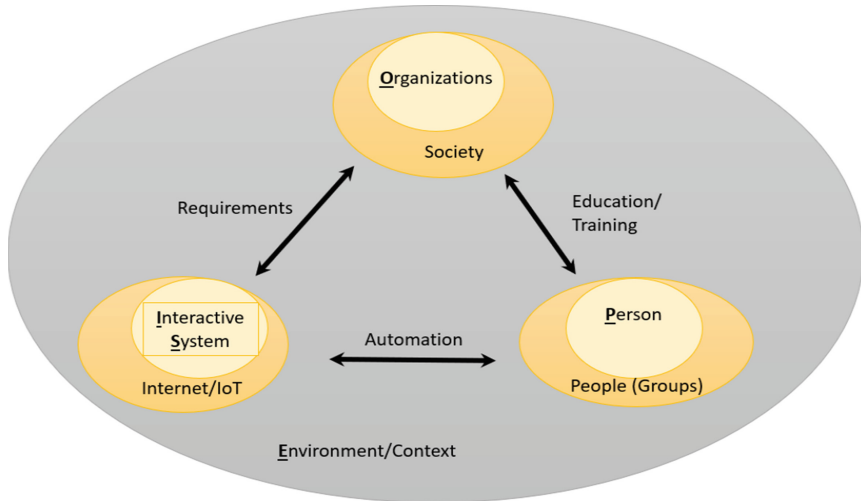 Organizations
Society
Requirements
Education/
Training
Interactive
System
Internet/IoT
Automation
Person
People (Groups)
Environment/Context